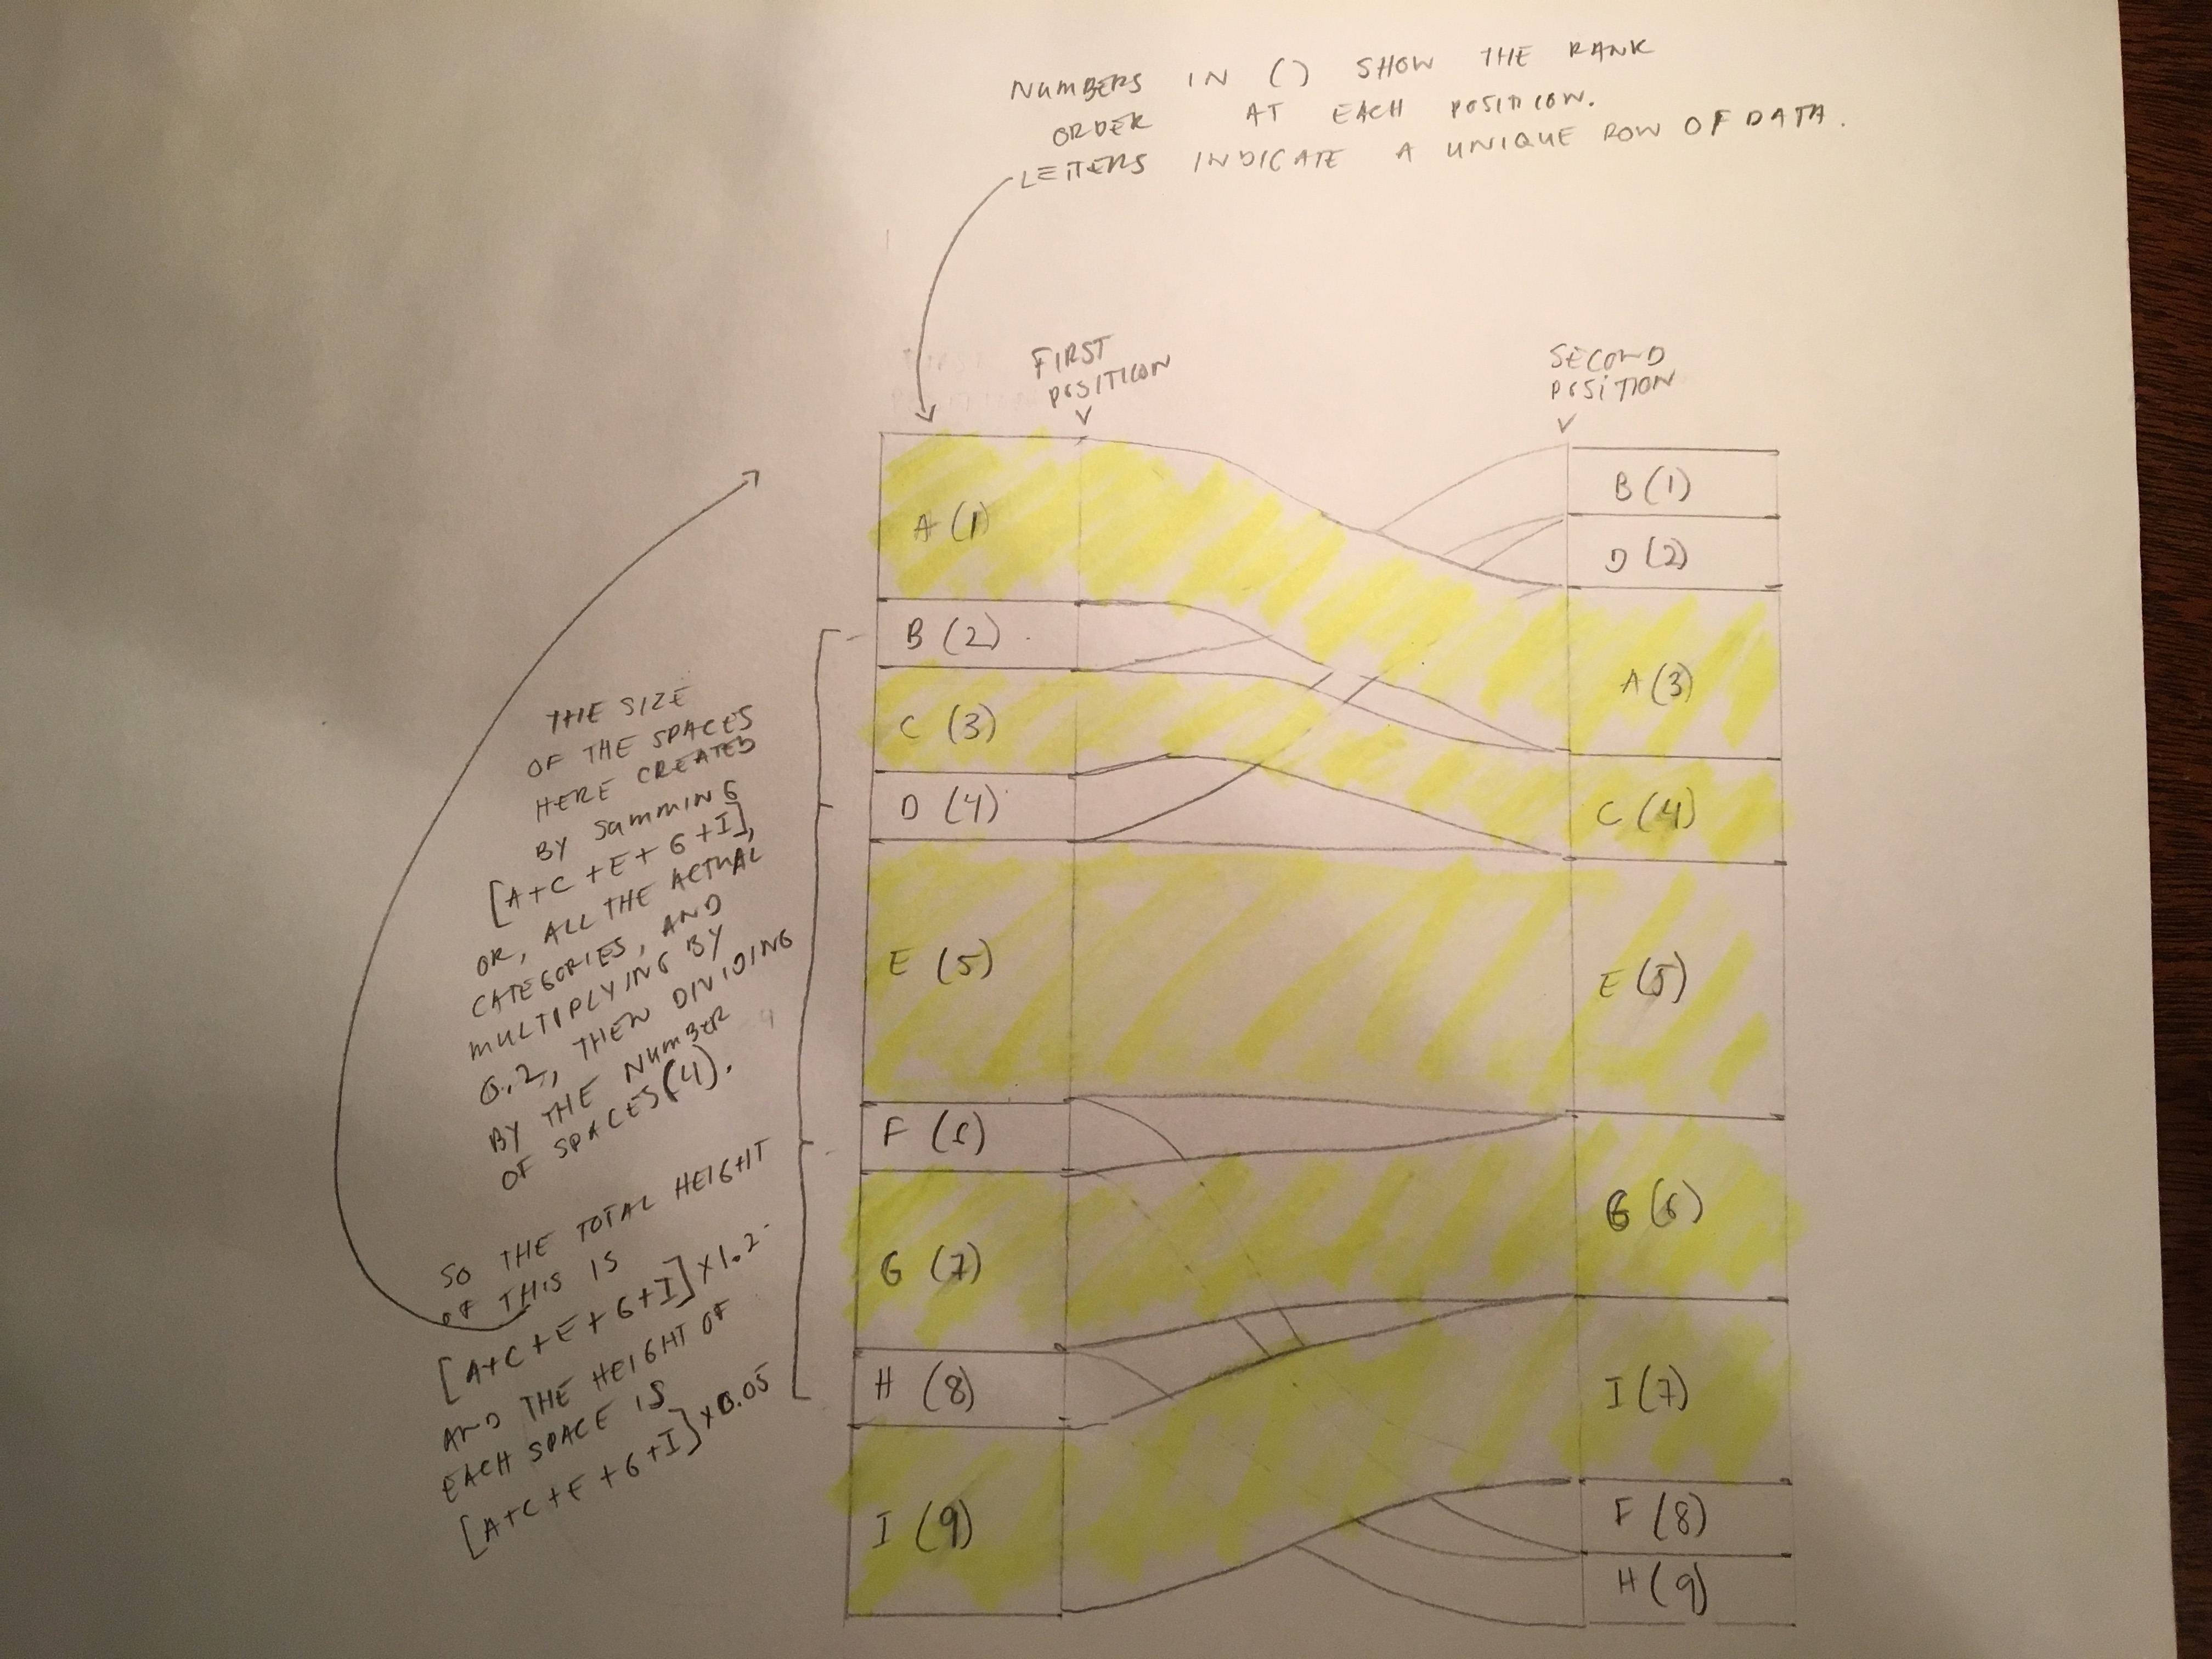 NUMBERS IN ( ) SHOW THE RANK
ORDER AT EACH POSITION.
LETTERS INDICATE A UNIQUE ROW OF DATA.
FIRST
POSITION
SECOND
POSITION
A (1)
B (2)
C (3)
D (4)
E (5)
F (6)
G (7)
H (8)
I (9)
B (1)
D (2)
A (3)
C (4)
E (5)
G (6)
I (7)
F (8)
H (9)
THE SIZE
OF THE SPACES
HERE CREATED
BY SUMMING
[A+C+E+G+I],
OR, ALL THE ACTUAL
CATEGORIES, AND
MULTIPLYING BY
0.2, THEN DIVIDING
BY THE NUMBER
OF SPACES (4).
SO THE TOTAL HEIGHT
OF THIS IS
[A+C+E+G+I] x 1.2
AND THE HEIGHT OF
EACH SPACE IS
[A+C+E+G+I] x 0.05